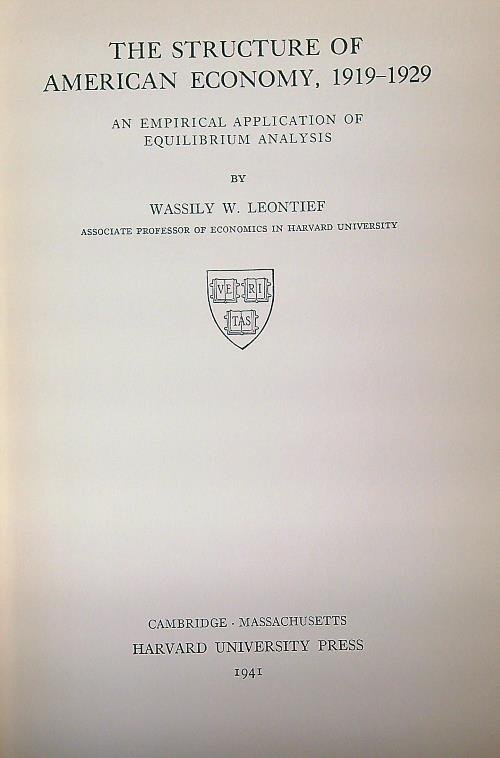 THE STRUCTURE OF
AMERICAN ECONOMY, 1919–1929
AN EMPIRICAL APPLICATION OF
EQUILIBRIUM ANALYSIS
BY
WASSILY W. LEONTIEF
ASSOCIATE PROFESSOR OF ECONOMICS IN HARVARD UNIVERSITY
VE RI
TAS
CAMBRIDGE · MASSACHUSETTS
HARVARD UNIVERSITY PRESS
1941